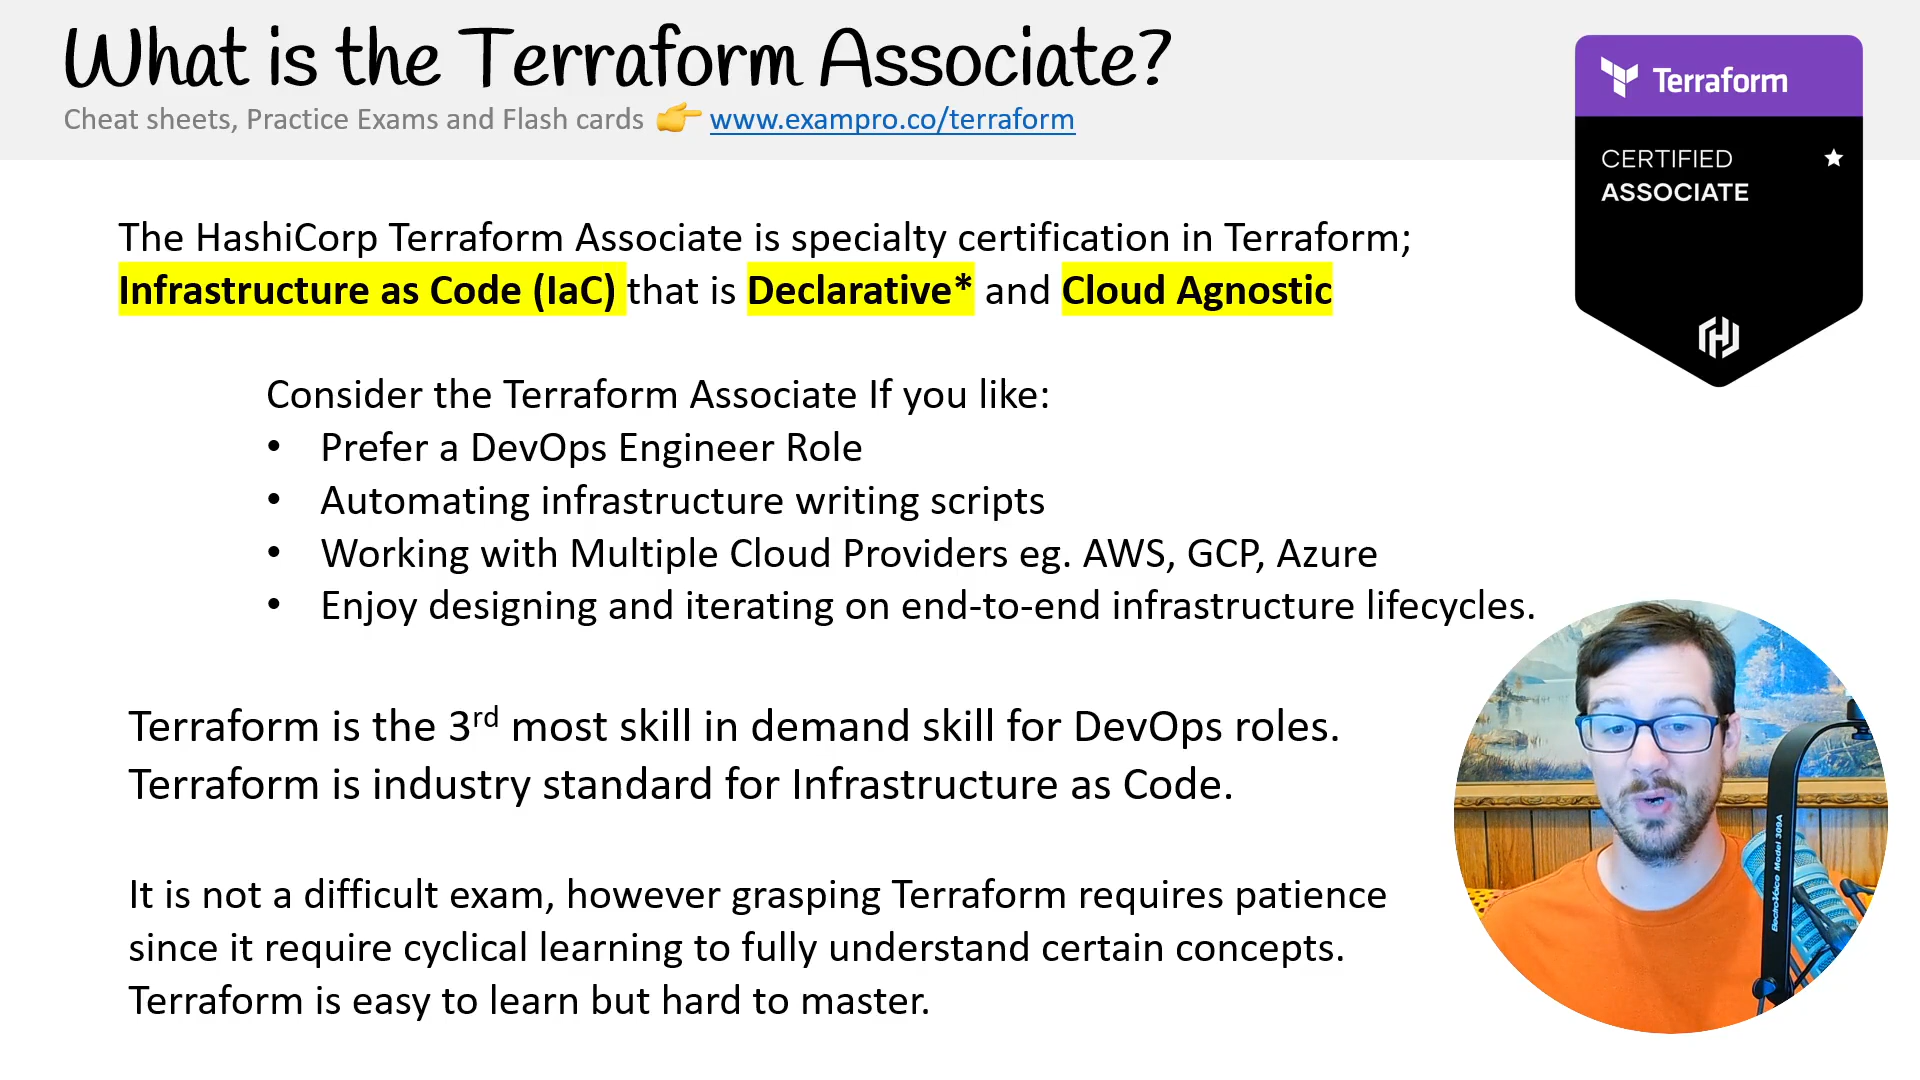 What is the Terraform Associate?
Cheat sheets, Practice Exams and Flash cards 👉 www.exampro.co/terraform
Terraform
CERTIFIED
ASSOCIATE
The HashiCorp Terraform Associate is specialty certification in Terraform;
Infrastructure as Code (IaC) that is Declarative* and Cloud Agnostic
Consider the Terraform Associate If you like:
• Prefer a DevOps Engineer Role
• Automating infrastructure writing scripts
• Working with Multiple Cloud Providers eg. AWS, GCP, Azure
• Enjoy designing and iterating on end-to-end infrastructure lifecycles.
Terraform is the 3rd most skill in demand skill for DevOps roles.
Terraform is industry standard for Infrastructure as Code.
It is not a difficult exam, however grasping Terraform requires patience
since it require cyclical learning to fully understand certain concepts.
Terraform is easy to learn but hard to master.
Electro-Voice Model 309A